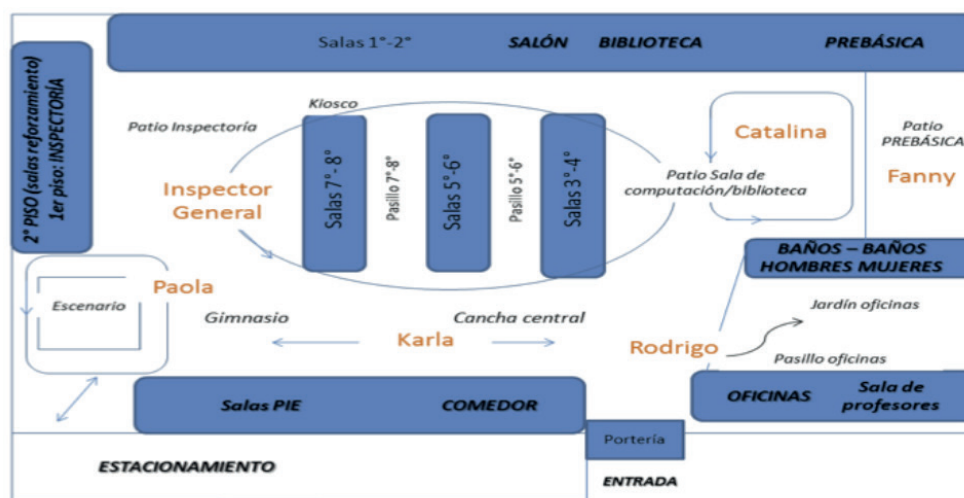 Salas 1°-2°
SALÓN
BIBLIOTECA
PREBÁSICA
2° PISO (salas reforzamiento)
1er piso: INSPECTORÍA
Patio Inspectoría
Kiosco
Inspector
General
Salas 7°- 8°
Pasillo 7°-8°
Salas 5°-6°
Pasillo 5°-6°
Salas 3°-4°
Catalina
Patio Sala de
computación/biblioteca
Patio
PREBÁSICA
Fanny
BAÑOS – BAÑOS
HOMBRES MUJERES
Paola
Escenario
Gimnasio
Cancha central
Karla
Rodrigo
Jardín oficinas
Pasillo oficinas
Salas PIE
COMEDOR
OFICINAS
Sala de
profesores
Portería
ESTACIONAMIENTO
ENTRADA